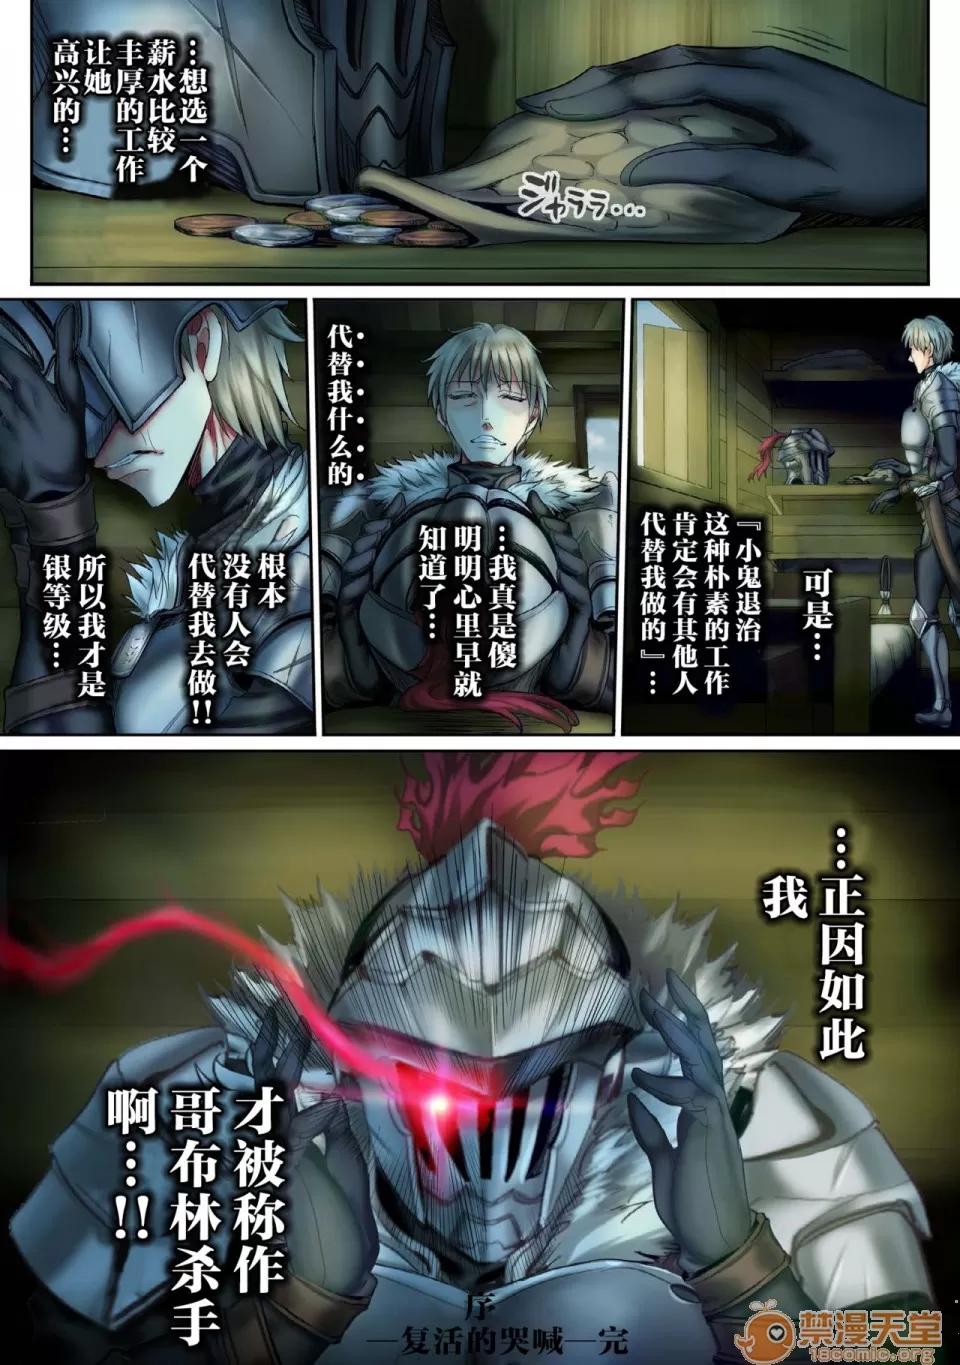 …想选一个
薪水比较
丰厚的工作
让她
高兴的…
ジャララ…
可是…
『小鬼退治
这种朴素的工作
肯定会有其他人
代替我做的』…
代替我什么的
…我真是傻
明明心里早就
知道了…
根本
没有人会
代替我去做!!
所以我才是
银等级…
…正因如此
我
才被称作
哥布林杀手
啊…!!
序
—复活的哭喊—完
禁漫天堂
18comic.org